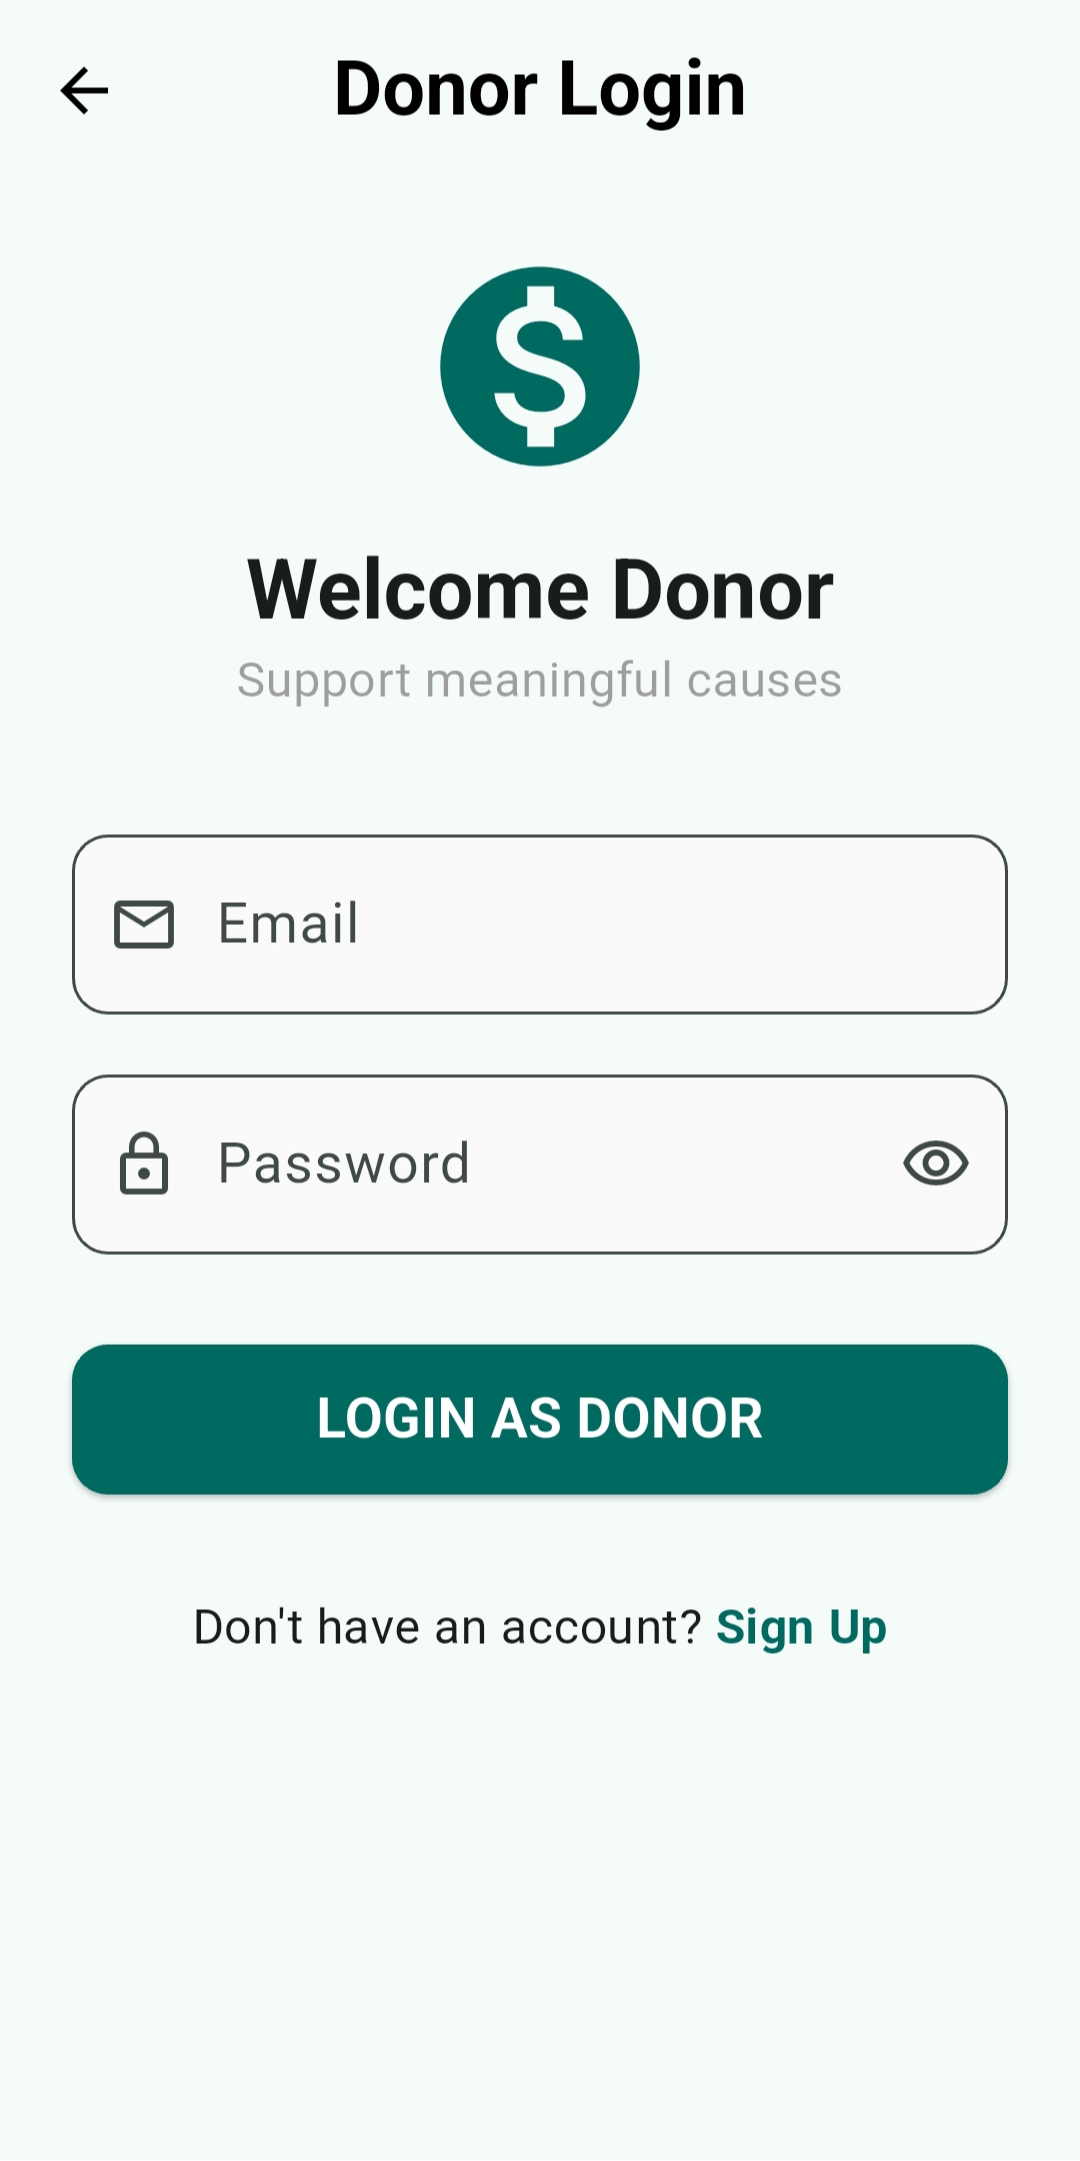 Donor Login
$
Welcome Donor
Support meaningful causes
Email
Password
LOGIN AS DONOR
Don't have an account? Sign Up